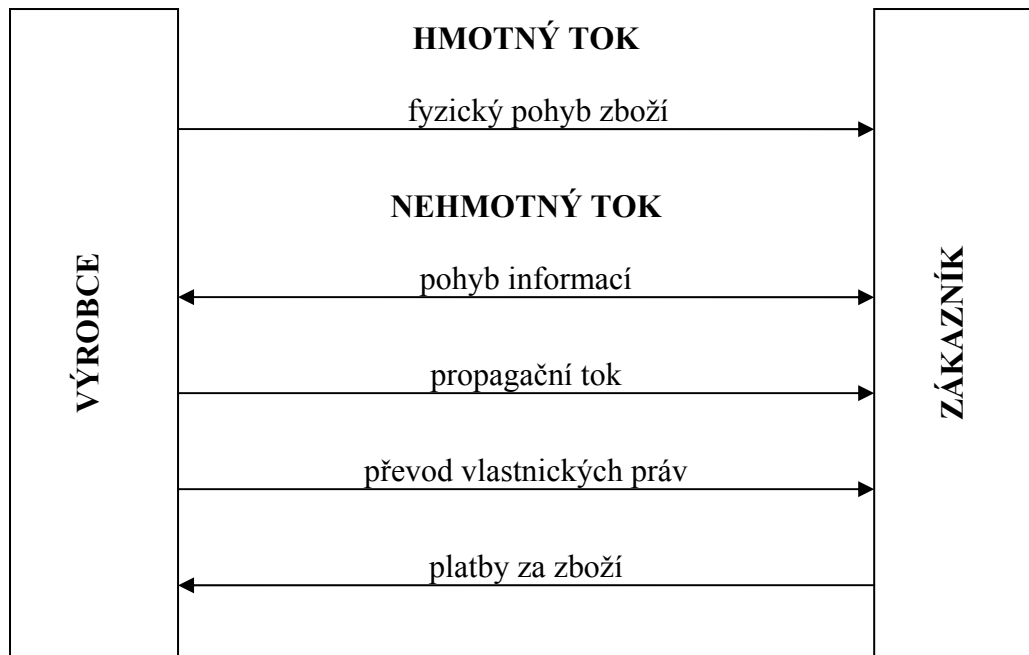 HMOTNÝ TOK
fyzický pohyb zboží
NEHMOTNÝ TOK
VÝROBCE
pohyb informací
propagační tok
převod vlastnických práv
platby za zboží
ZÁKAZNÍK